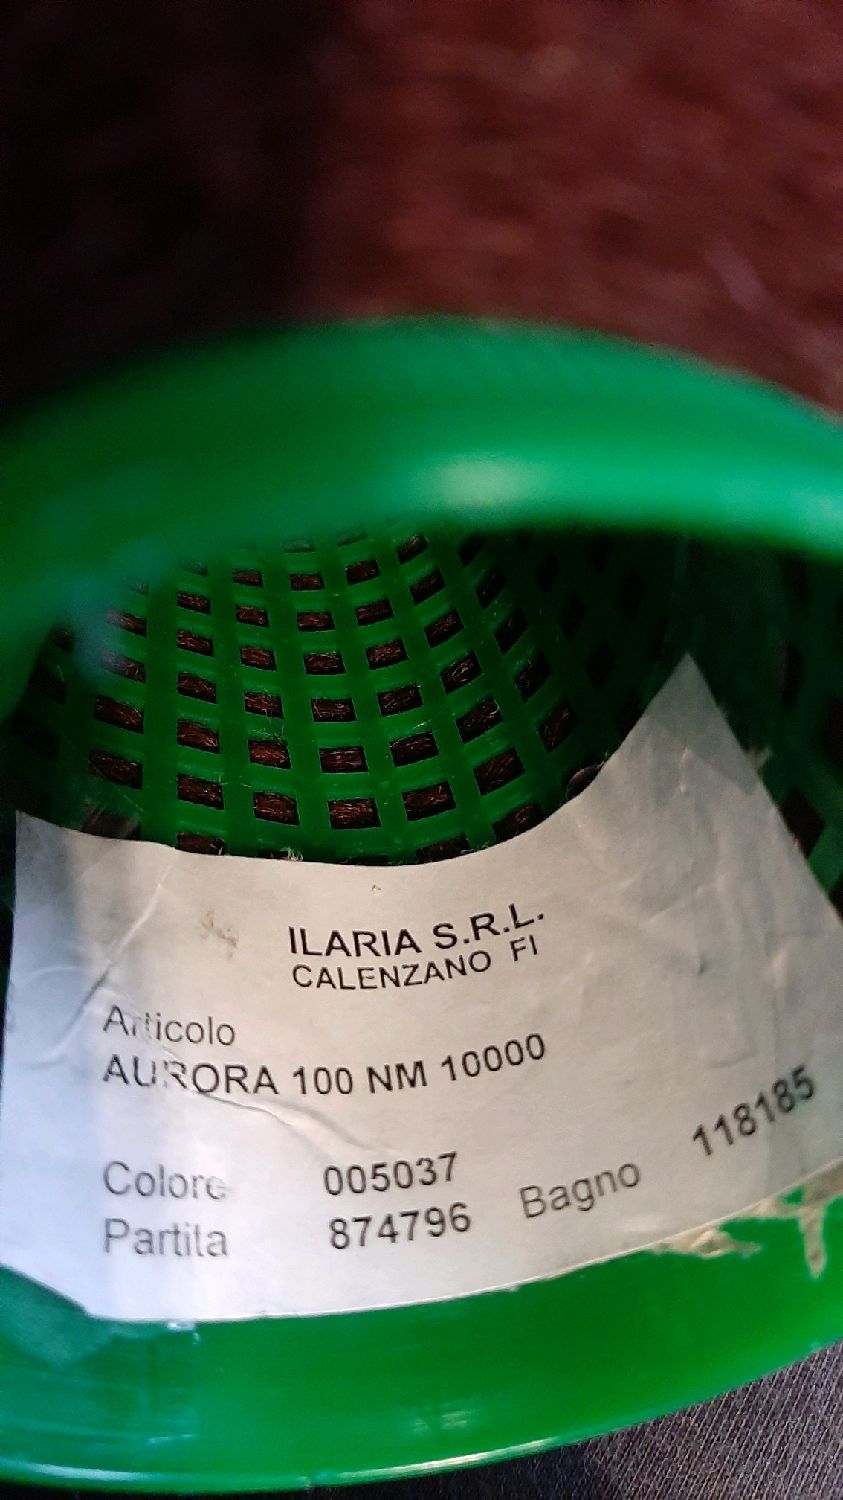 ILARIA S.R.L.
CALENZANO FI
Articolo
AURORA 100 NM 10000
Colore 005037
Partita 874796 Bagno 118185